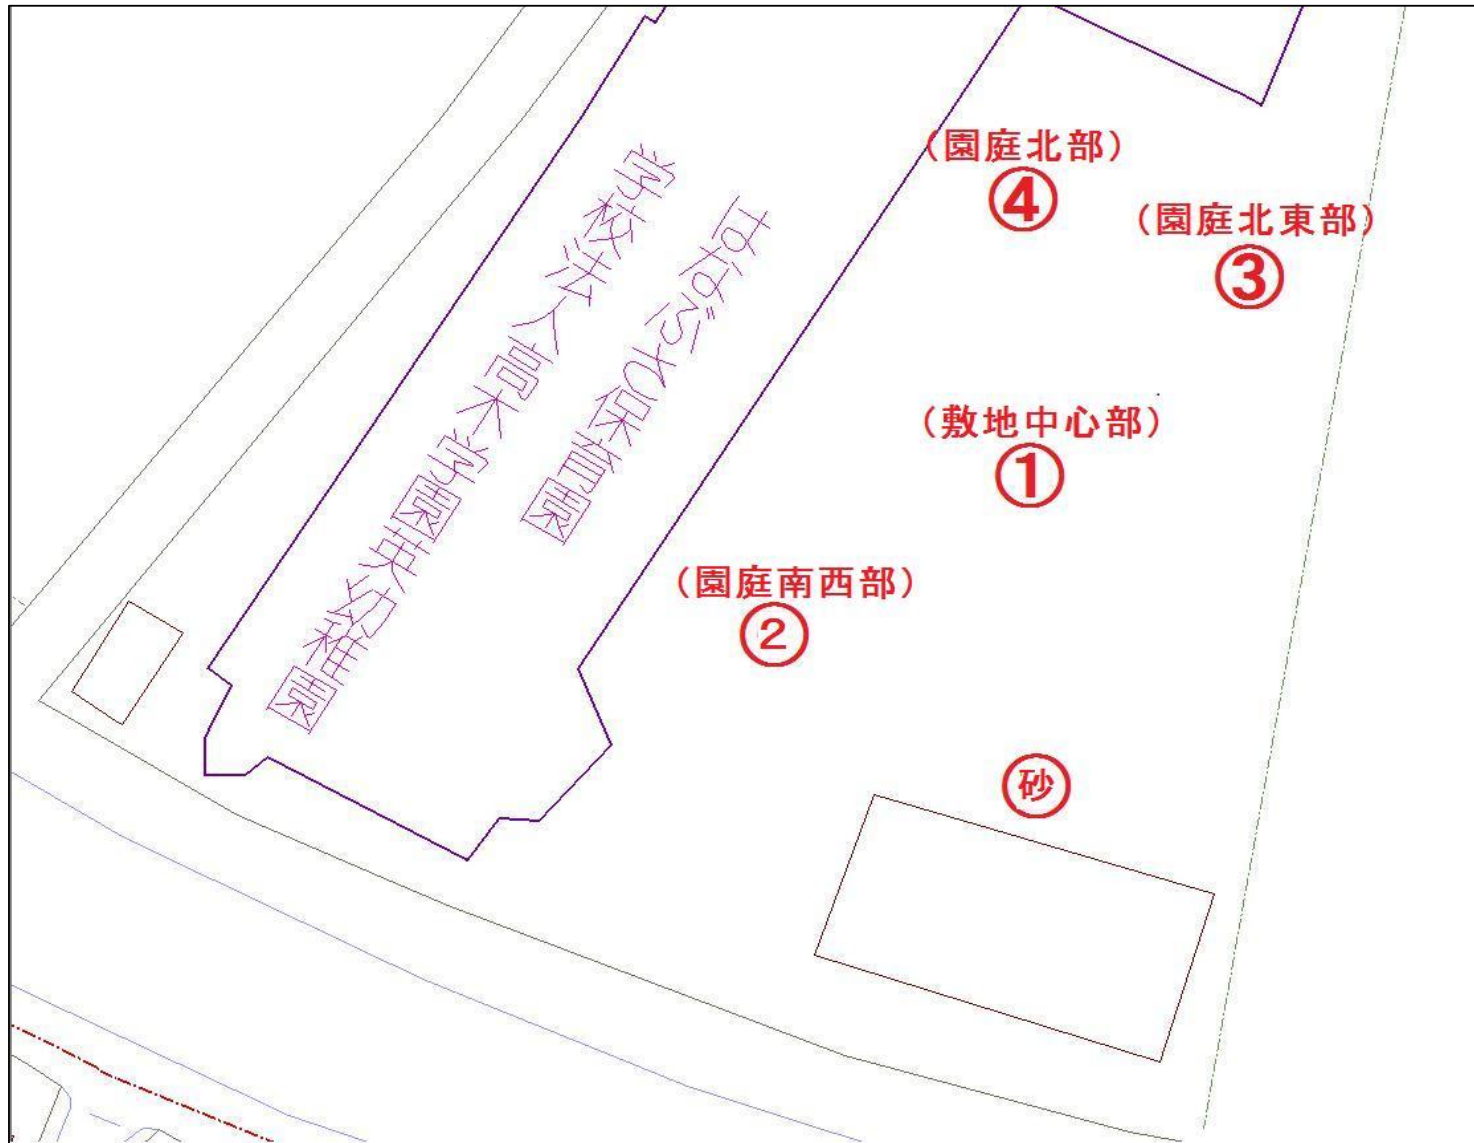 (園庭北部)
④
(園庭北東部)
③
学校法人高木学園英幼稚園
はなぶさ保育園
(敷地中心部)
①
(園庭南西部)
②
砂